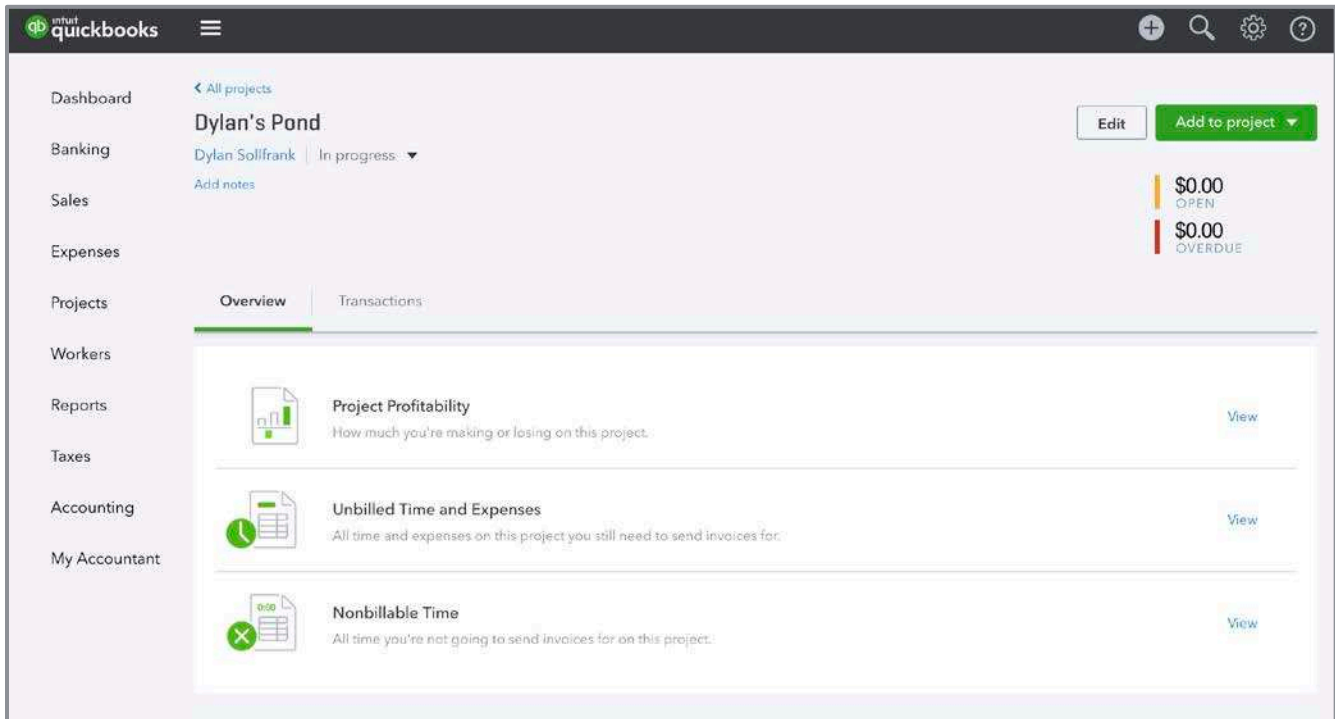 qb intuit quickbooks
?
Dashboard
Banking
Sales
Expenses
Projects
Workers
Reports
Taxes
Accounting
My Accountant
All projects
Dylan's Pond
Dylan Sollfrank | In progress
Add notes
Edit
Add to project
$0.00
OPEN
$0.00
OVERDUE
Overview
Transactions
Project Profitability
How much you're making or losing on this project.
View
Unbilled Time and Expenses
All time and expenses on this project you still need to send invoices for.
View
0:00
Nonbillable Time
All time you're not going to send invoices for on this project.
View